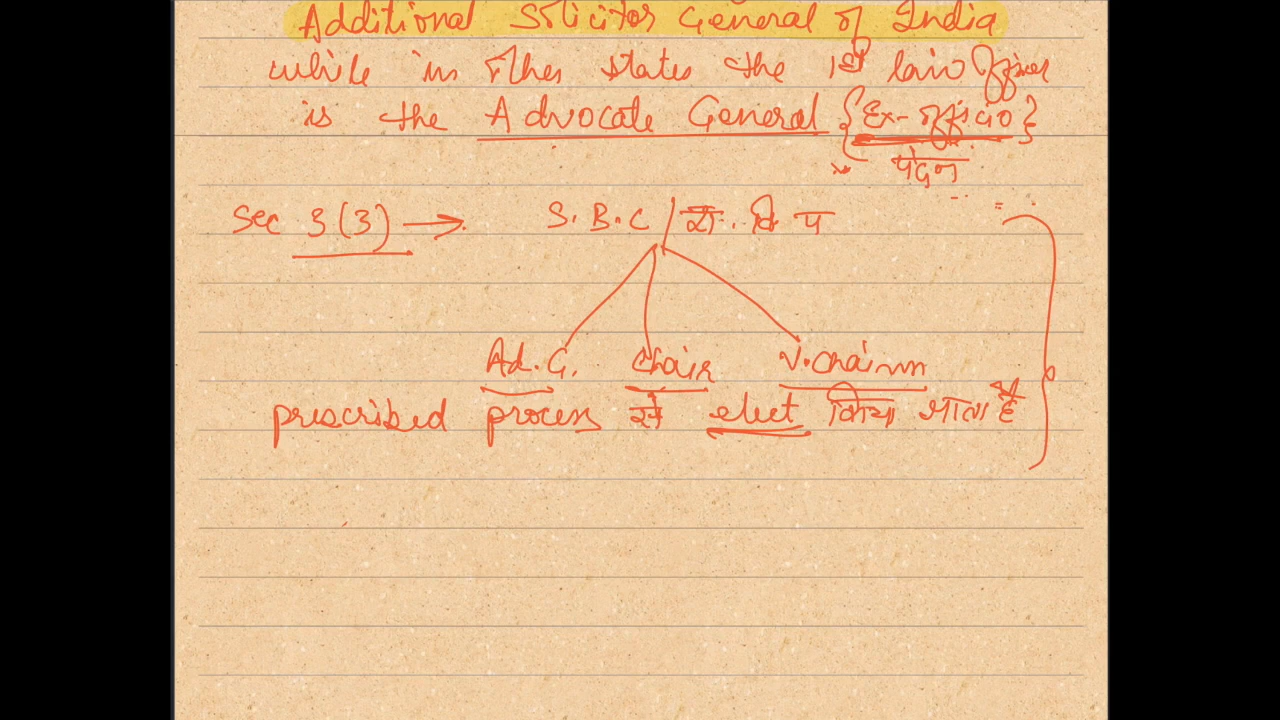 Additional Solicitor General of India
while in other states the 1st law officer
is the Advocate General {Ex-officio}
पदेन
Sec 3(3) → S.B.C / रा. वि प
Ad. G. Chair V. Chairmn
prescribed process से elect किया जाता है